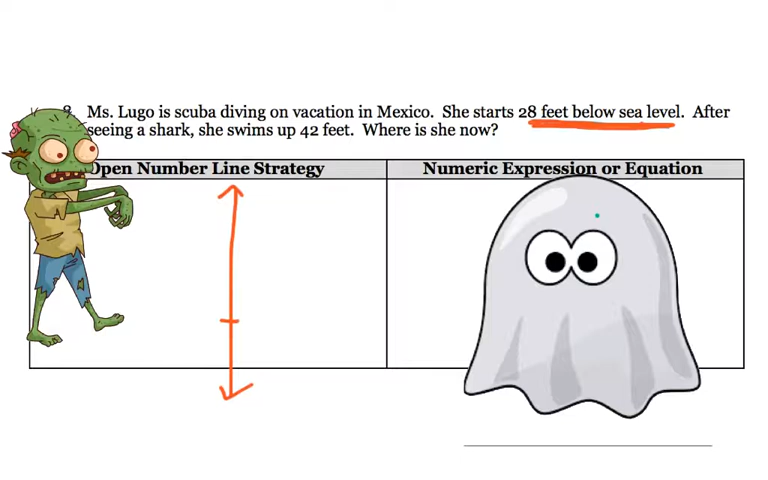 8. Ms. Lugo is scuba diving on vacation in Mexico. She starts 28 feet below sea level. After
seeing a shark, she swims up 42 feet. Where is she now?
Open Number Line Strategy
Numeric Expression or Equation